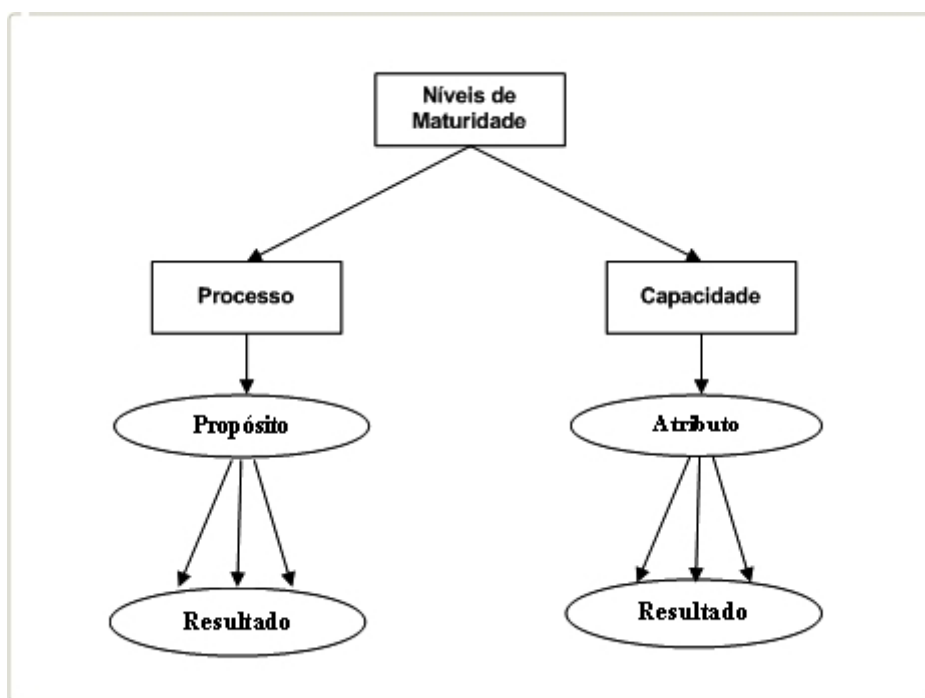 Níveis de
Maturidade
Processo
Capacidade
Propósito
Atributo
Resultado
Resultado